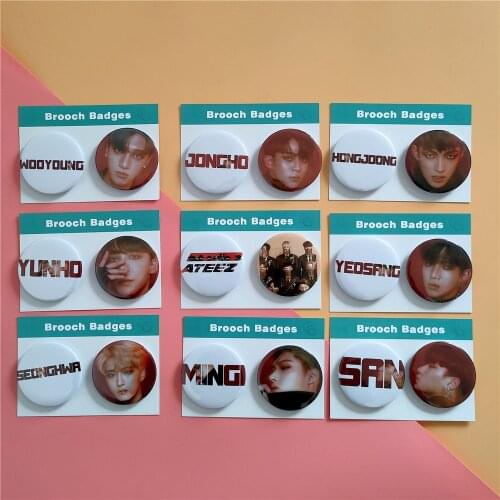 Brooch Badges
WOOYOUNG
Brooch Badges
JONGHO
Brooch Badges
HONGJOONG
Brooch Badges
YUNHO
Brooch Badges
ATEEZ
Brooch Badges
YEOSANG
Brooch Badges
SEONGHWA
Brooch Badges
MINGI
Brooch Badges
SAN